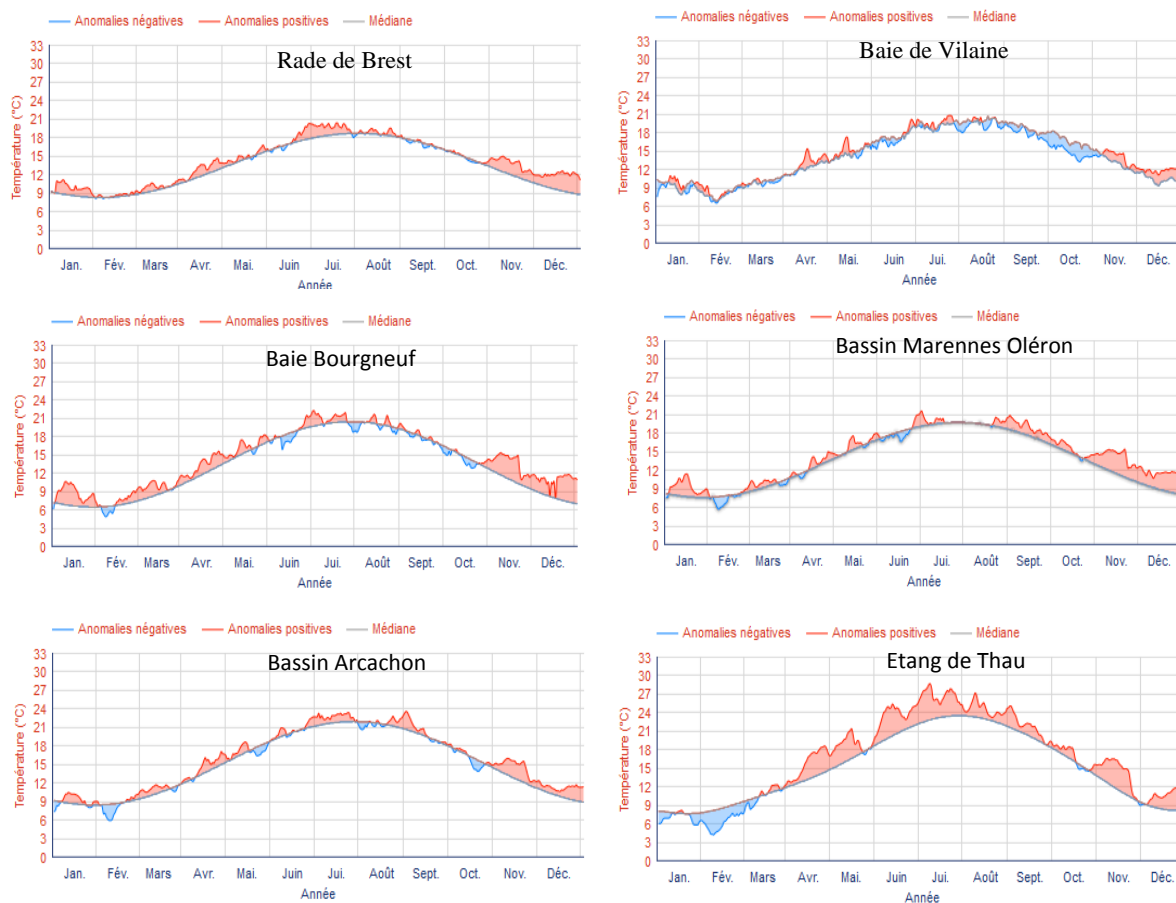 Anomalies négatives Anomalies positives Médiane
Rade de Brest
Température (°C)
33
30
27
24
21
18
15
12
9
6
3
0
Jan. Fév. Mars Avr. Mai. Juin Jui. Août Sept. Oct. Nov. Déc.
Anomalies négatives Anomalies positives Médiane
Baie de Vilaine
Température (°C)
33
30
27
24
21
18
15
12
9
6
3
0
Jan. Fév. Mars Avr. Mai. Juin Jui. Août Sept. Oct. Nov. Déc.
Année
Anomalies négatives Anomalies positives Médiane
Baie Bourgneuf
Température (°C)
33
30
27
24
21
18
15
12
9
6
3
0
Jan. Fév. Mars Avr. Mai. Juin Jui. Août Sept. Oct. Nov. Déc.
Année
Anomalies négatives Anomalies positives Médiane
Bassin Marennes Oléron
Température (°C)
33
30
27
24
21
18
15
12
9
6
3
0
Jan. Fév. Mars Avr. Mai. Juin Jui. Août Sept. Oct. Nov. Déc.
Année
Anomalies négatives Anomalies positives Médiane
Bassin Arcachon
Température (°C)
33
30
27
24
21
18
15
12
9
6
3
0
Jan. Fév. Mars Avr. Mai. Juin Jui. Août Sept. Oct. Nov. Déc.
Année
Anomalies négatives Anomalies positives Médiane
Etang de Thau
Température (°C)
33
30
27
24
21
18
15
12
9
6
3
0
Jan. Fév. Mars Avr. Mai. Juin Jui. Août Sept. Oct. Nov. Déc.
Année